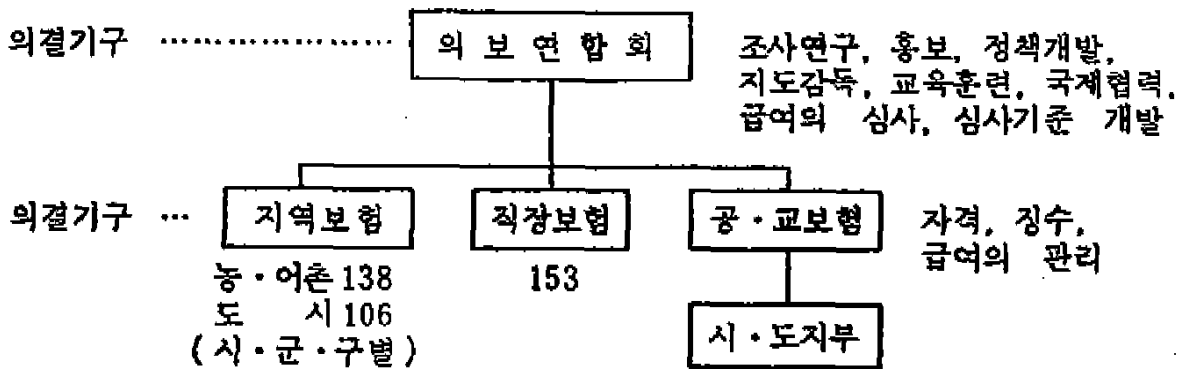 의결기구 ··················· 의 보 연 합 회
조사연구, 홍보, 정책개발,
지도감독, 교육훈련, 국제협력,
급여의 심사, 심사기준 개발
의결기구 ··· 지역보험 직장보험 공·교보험
자격, 징수,
급여의 관리
농·어촌 138 153
도 시 106
( 시·군·구별 )
시·도지부